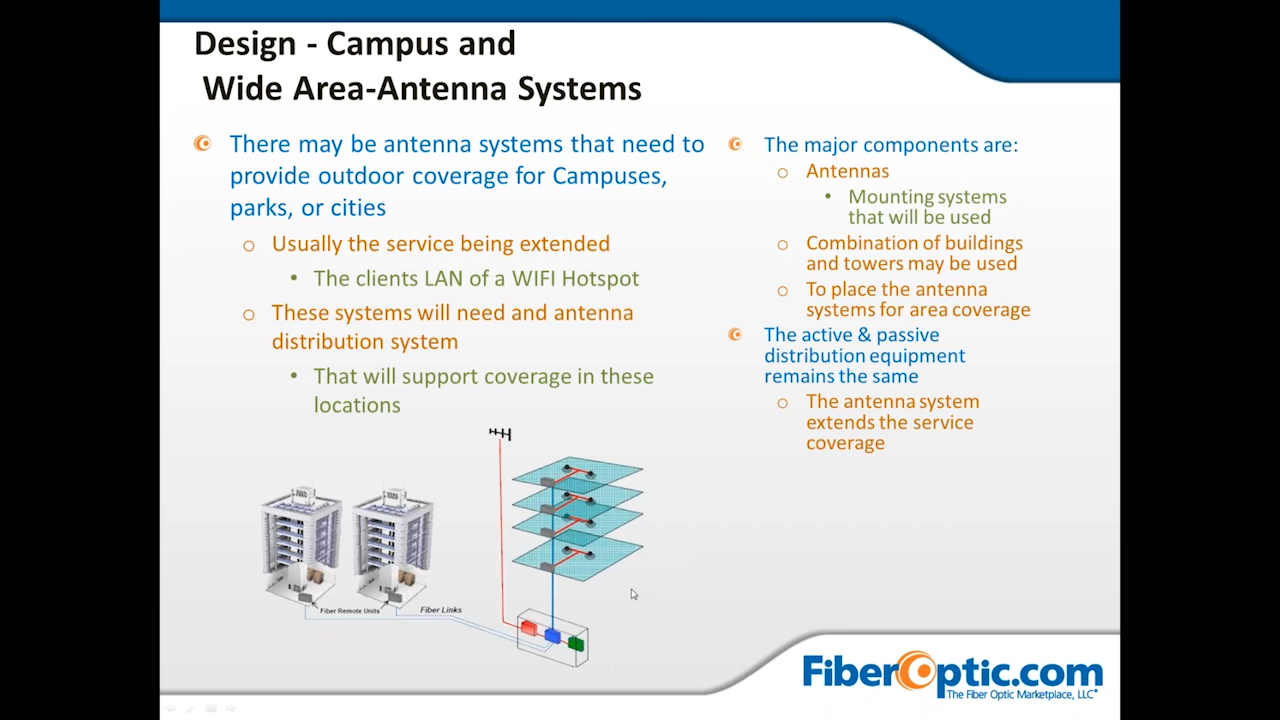 Design - Campus and
Wide Area-Antenna Systems
There may be antenna systems that need to
provide outdoor coverage for Campuses,
parks, or cities
Usually the service being extended
The clients LAN of a WIFI Hotspot
These systems will need and antenna
distribution system
That will support coverage in these
locations
The major components are:
Antennas
Mounting systems
that will be used
Combination of buildings
and towers may be used
To place the antenna
systems for area coverage
The active & passive
distribution equipment
remains the same
The antenna system
extends the service
coverage
Fiber Remote Units
Fiber Links
FiberOptic.com
The Fiber Optic Marketplace, LLC